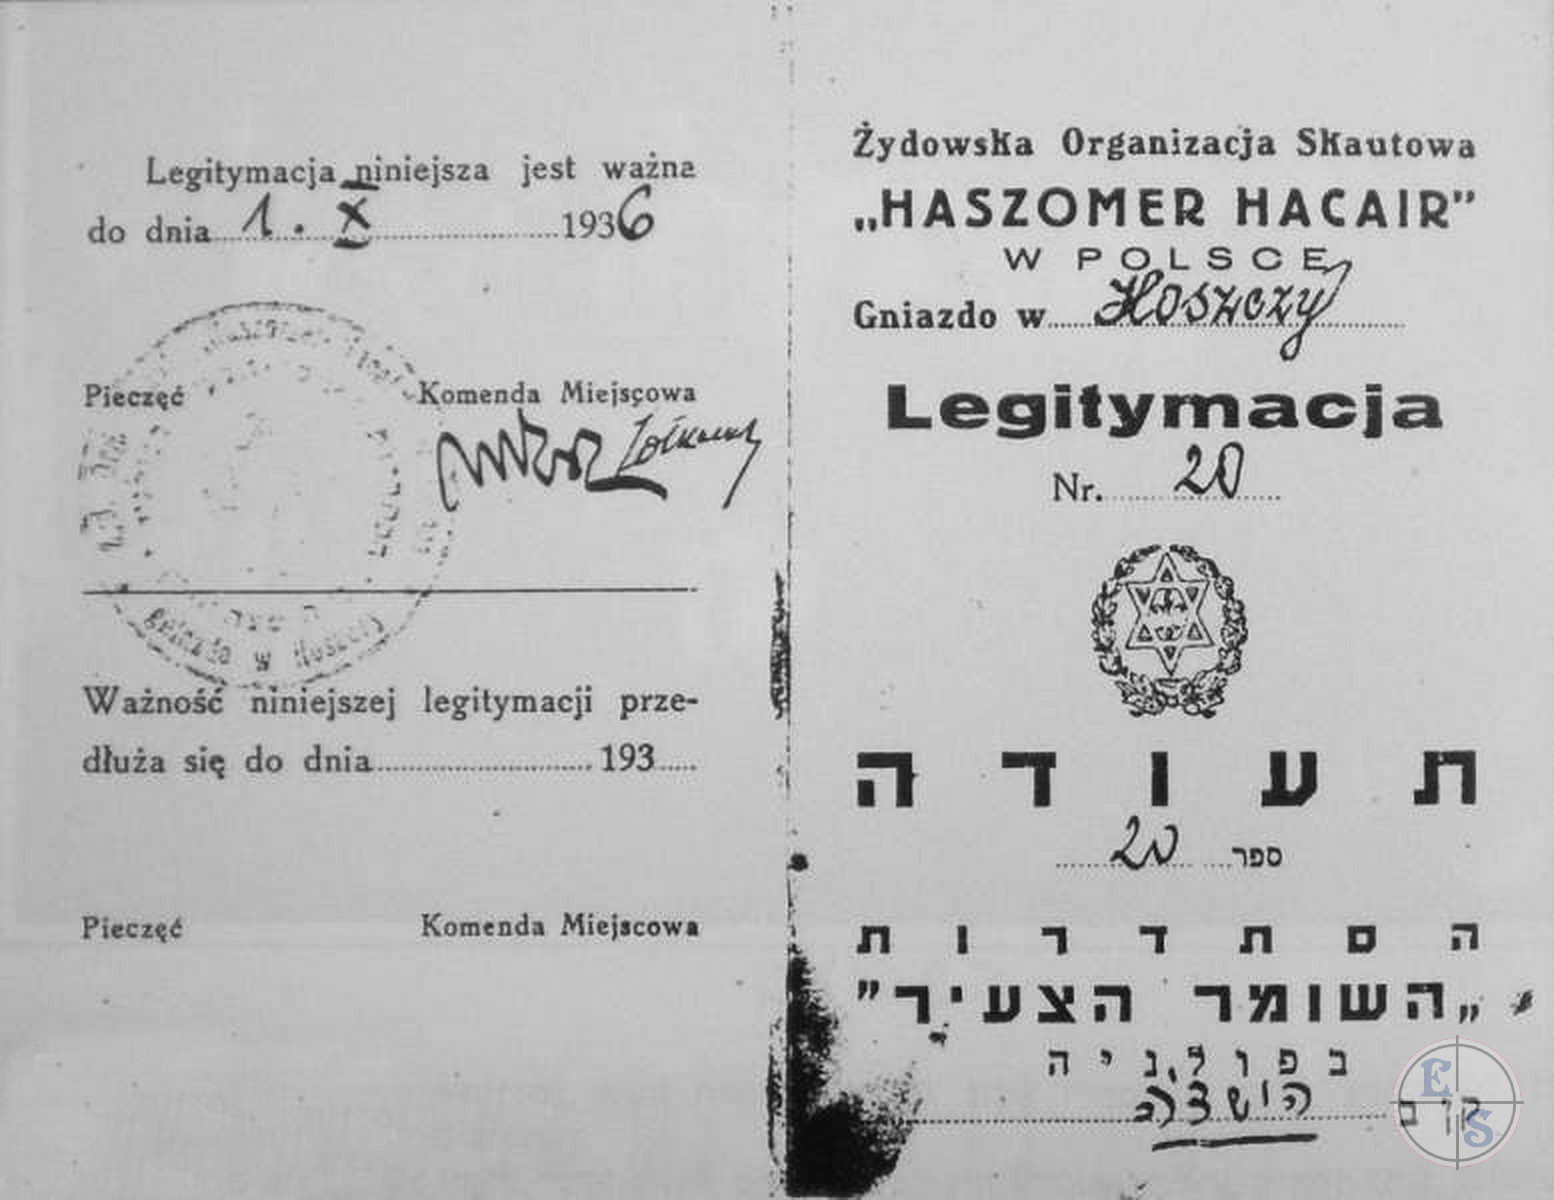 Legitymacja niniejsza jest ważna
do dnia 1. X 1936
Pieczęć Komenda Miejscowa
gniazdo w Hoszczy
Ważność niniejszej legitymacji prze-
dłuża się do dnia 193
Pieczęć Komenda Miejscowa
Żydowska Organizacja Skautowa
„HASZOMER HACAIR"
W POLSCE
Gniazdo w Hoszczy
Legitymacja
Nr. 20
תעודה
ספר 20
הסתדרות
„השומר הצעיר"
בפולניה
קן ב הושצה
E
S